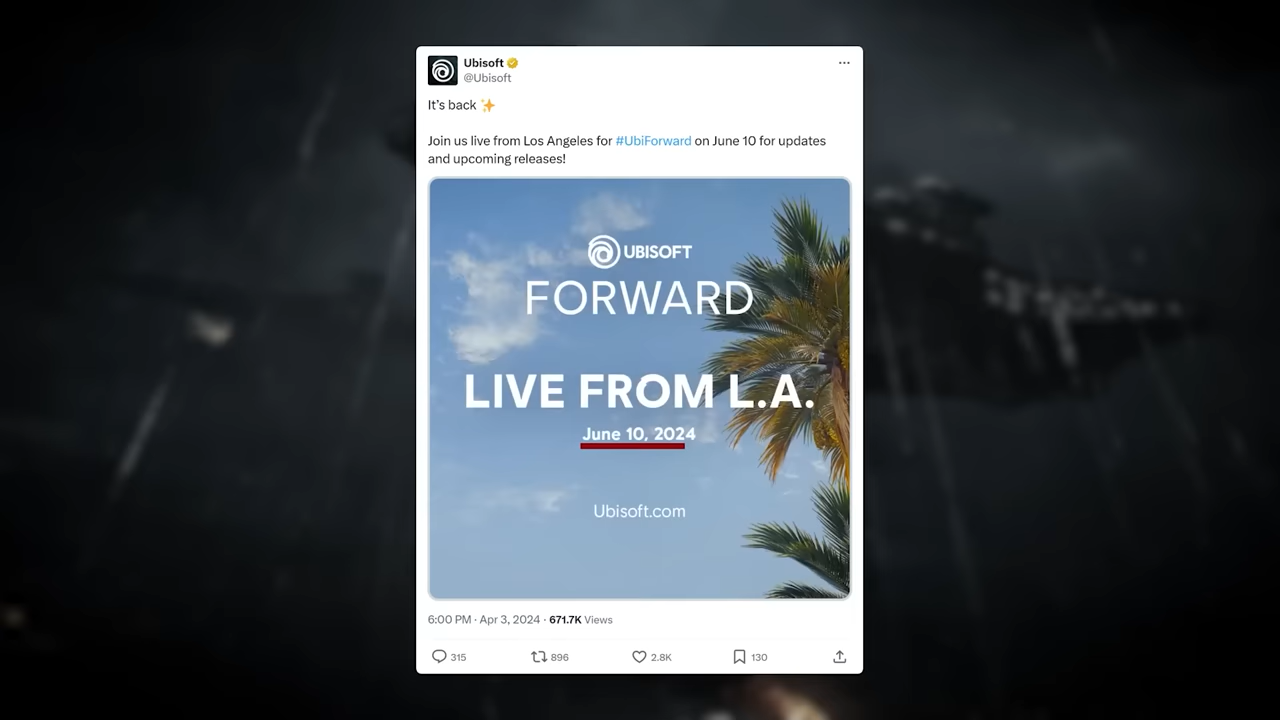 Ubisoft
@Ubisoft
It's back ✨
Join us live from Los Angeles for #UbiForward on June 10 for updates
and upcoming releases!
UBISOFT
FORWARD
LIVE FROM L.A.
June 10, 2024
Ubisoft.com
6:00 PM · Apr 3, 2024 · 671.7K Views
315 896 2.8K 130